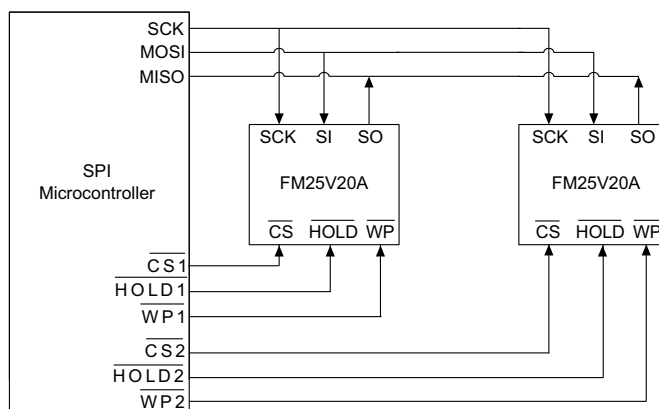 SCK
MOSI
MISO
SCK SI SO
SCK SI SO
SPI
Microcontroller
FM25V20A
FM25V20A
CS HOLD WP
CS HOLD WP
CS1
HOLD1
WP1
CS2
HOLD2
WP2